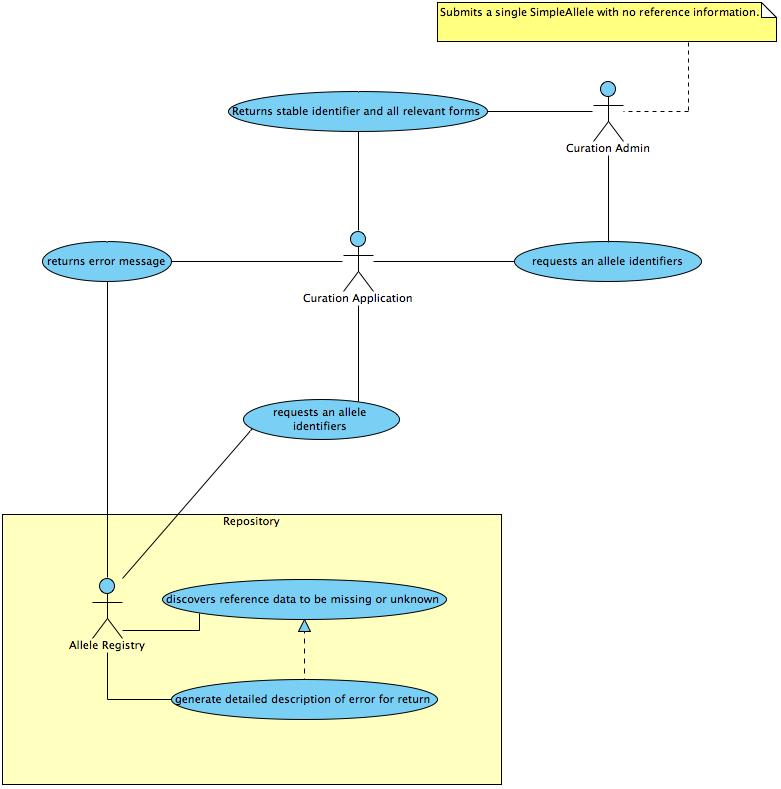 Submits a single SimpleAllele with no reference information.
Returns stable identifier and all relevant forms
Curation Admin
returns error message
requests an allele identifiers
Curation Application
requests an allele
identifiers
Repository
discovers reference data to be missing or unknown
Allele Registry
generate detailed description of error for return